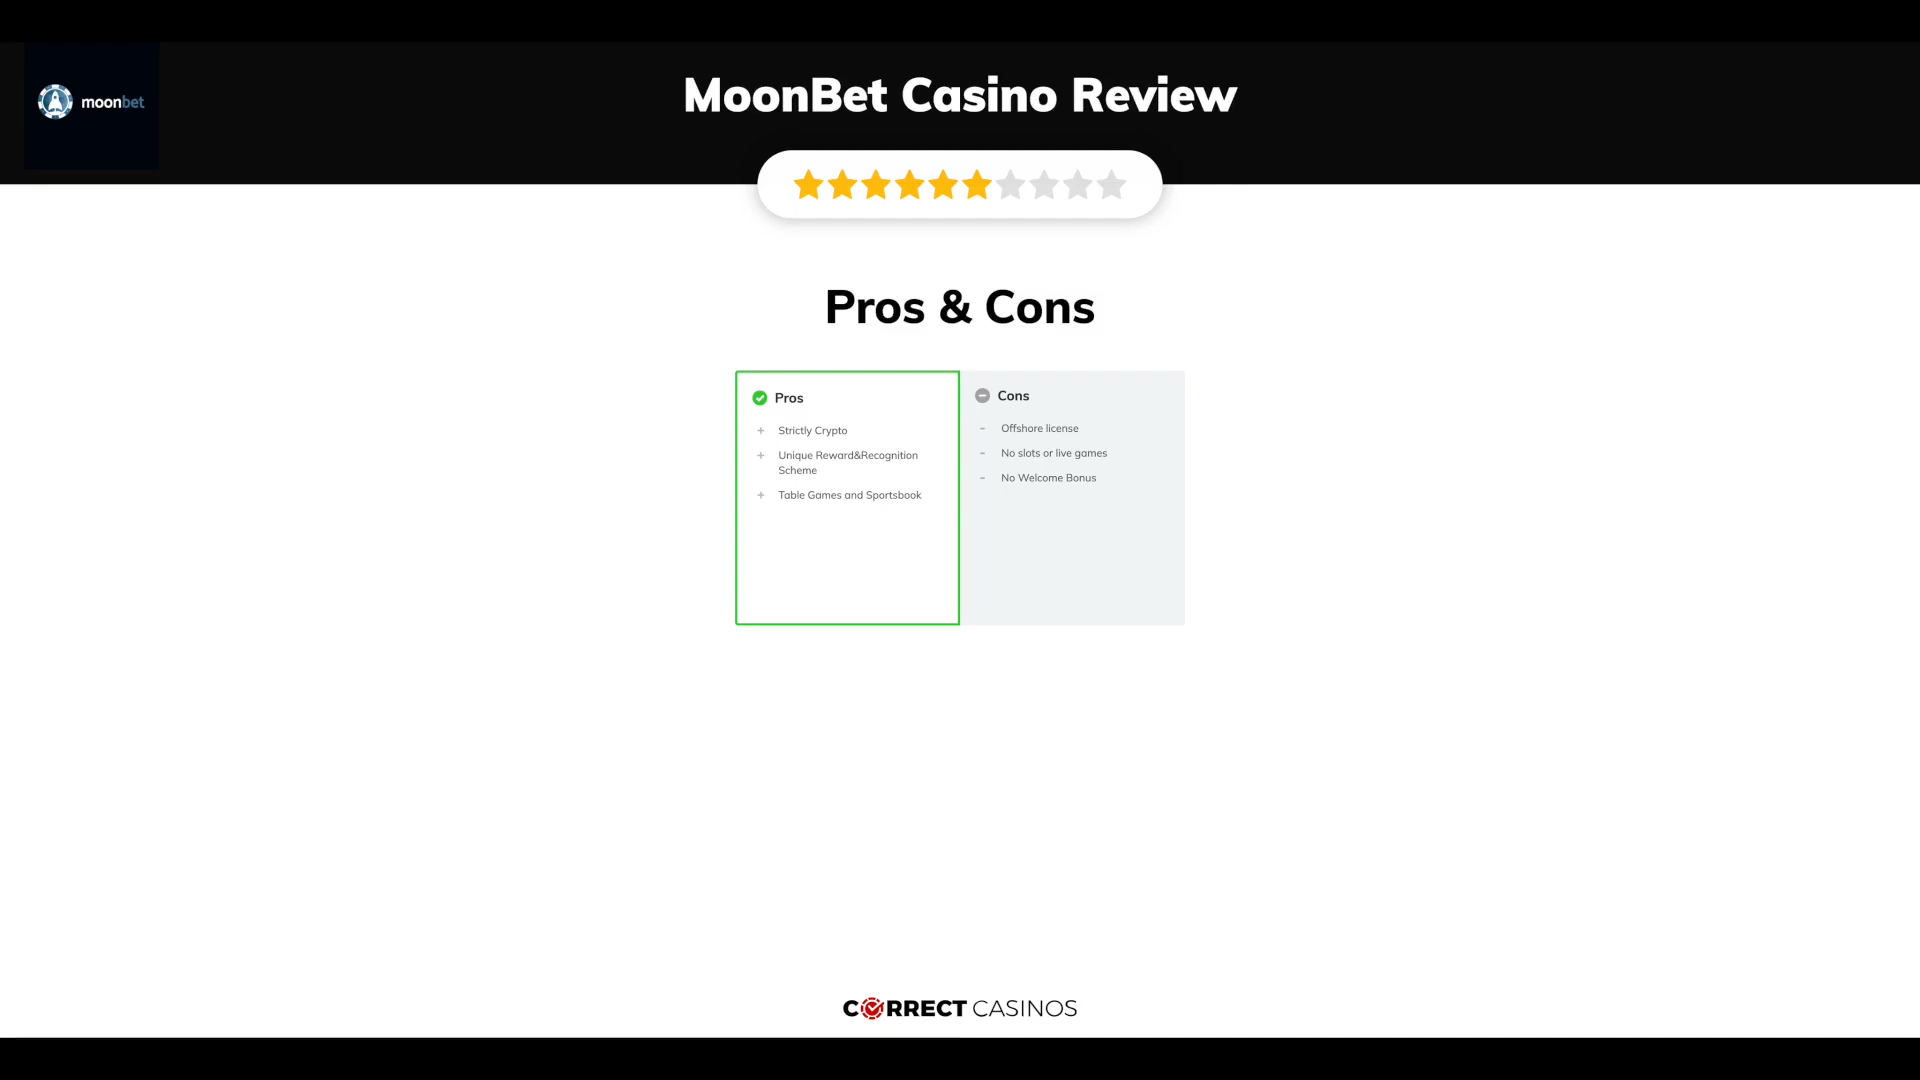 moonbet
MoonBet Casino Review
Pros & Cons
Pros
+ Strictly Crypto
+ Unique Reward&Recognition
Scheme
+ Table Games and Sportsbook
Cons
- Offshore license
- No slots or live games
- No Welcome Bonus
CORRECT CASINOS